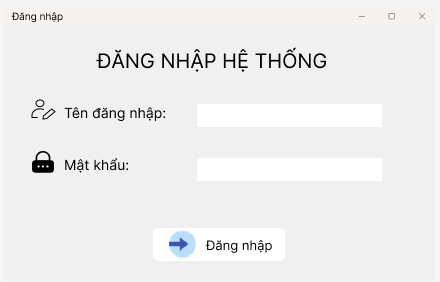 Đăng nhập
ĐĂNG NHẬP HỆ THỐNG
Tên đăng nhập:
Mật khẩu:
Đăng nhập